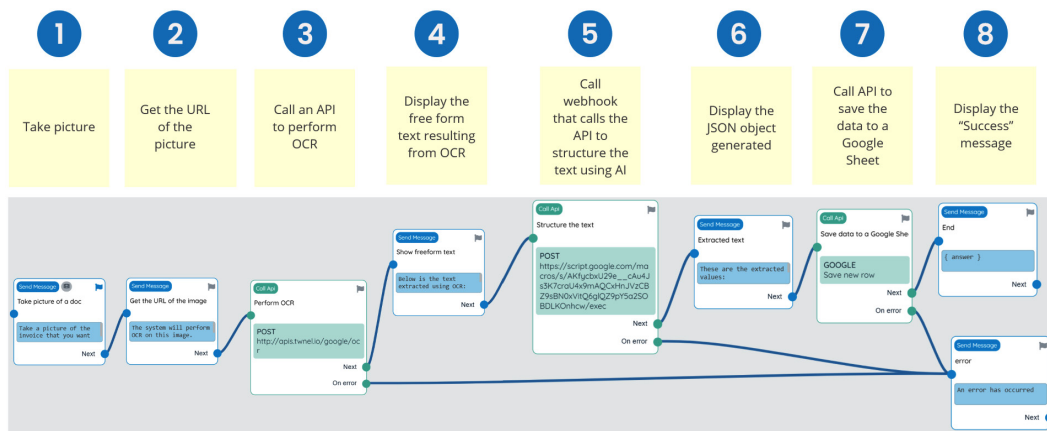 1
2
3
4
5
6
7
8
Take picture
Get the URL
of the
picture
Call an API
to perform
OCR
Display the
free form
text resulting
from OCR
Call
webhook
that calls the
API to
structure the
text using AI
Display the
JSON object
generated
Call API to
save the
data to a
Google
Sheet
Display the
“Success”
message
Send Message
Take picture of a doc
Take a picture of the
invoice that you want
Next
Send Message
Get the URL of the image
The system will perform
OCR on this image.
Next
Call Api
Perform OCR
POST
http://apis.twnel.io/google/oc
r
Next
On error
Send Message
Show freeform text
Below is the text
extracted using OCR:
Next
Call Api
Structure the text
POST
https://script.google.com/ma
cros/s/AKfycbxU29e__cAu4J
s3K7craU4x9mAQCxHnJVzCB
Z9sBN0xVitQ6glQZ9pY5a2SO
BDLKOnhcw/exec
Next
On error
Send Message
Extracted text
These are the extracted
values:
Next
Call Api
Save data to a Google She
GOOGLE
Save new row
Next
On error
Send Message
End
{ answer }
Next
Send Message
error
An error has occurred
Next